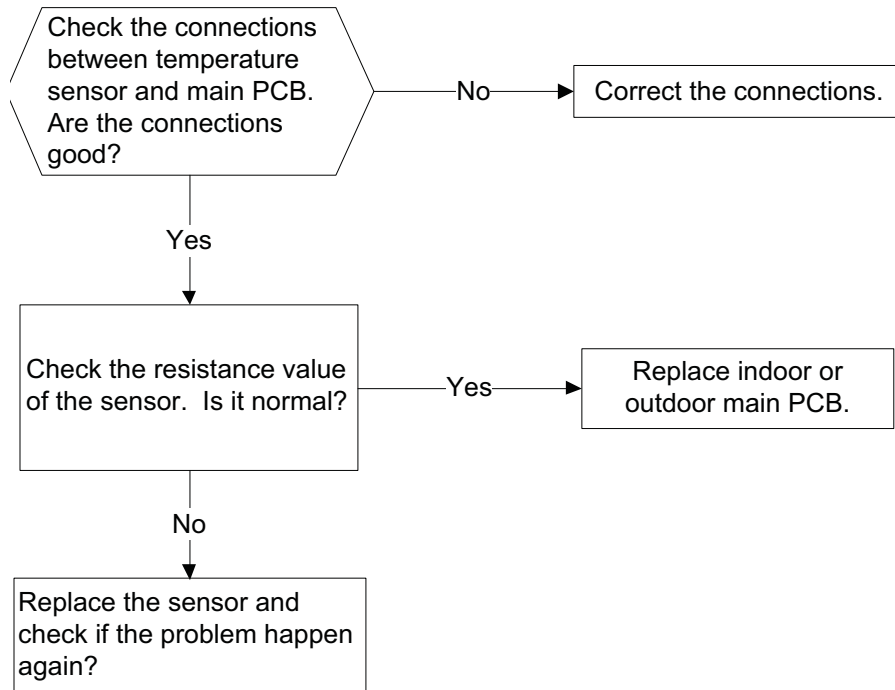 Check the connections
between temperature
sensor and main PCB.
Are the connections
good?
No
Correct the connections.
Yes
Check the resistance value
of the sensor.  Is it normal?
Yes
Replace indoor or
outdoor main PCB.
No
Replace the sensor and
check if the problem happen
again?